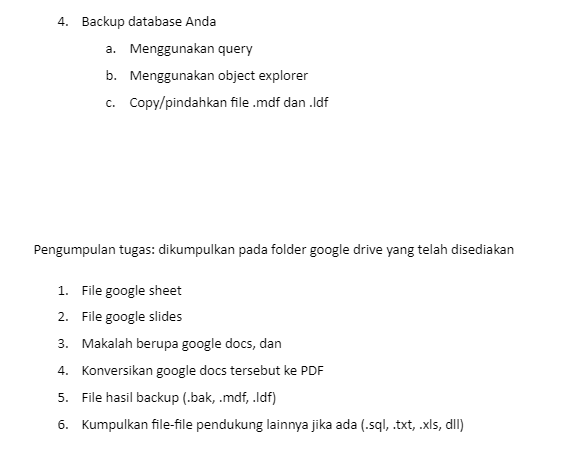 4. Backup database Anda
a. Menggunakan query
b. Menggunakan object explorer
c. Copy/pindahkan file .mdf dan .ldf
Pengumpulan tugas: dikumpulkan pada folder google drive yang telah disediakan
1. File google sheet
2. File google slides
3. Makalah berupa google docs, dan
4. Konversikan google docs tersebut ke PDF
5. File hasil backup (.bak, .mdf, .ldf)
6. Kumpulkan file-file pendukung lainnya jika ada (.sql, .txt, .xls, dll)